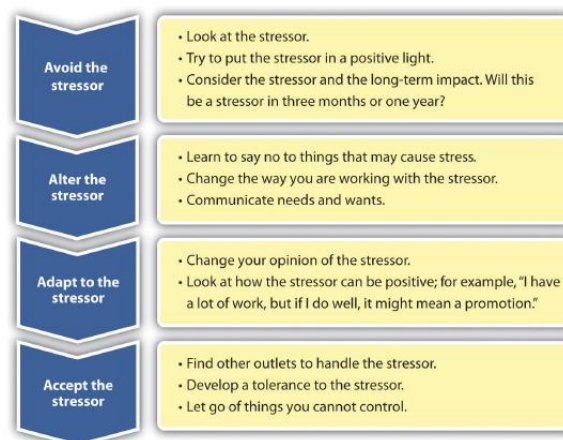 Avoid the
stressor
• Look at the stressor.
• Try to put the stressor in a positive light.
• Consider the stressor and the long-term impact. Will this
be a stressor in three months or one year?
Alter the
stressor
• Learn to say no to things that may cause stress.
• Change the way you are working with the stressor.
• Communicate needs and wants.
Adapt to the
stressor
• Change your opinion of the stressor.
• Look at how the stressor can be positive; for example, “I have
a lot of work, but if I do well, it might mean a promotion.”
Accept the
stressor
• Find other outlets to handle the stressor.
• Develop a tolerance to the stressor.
• Let go of things you cannot control.